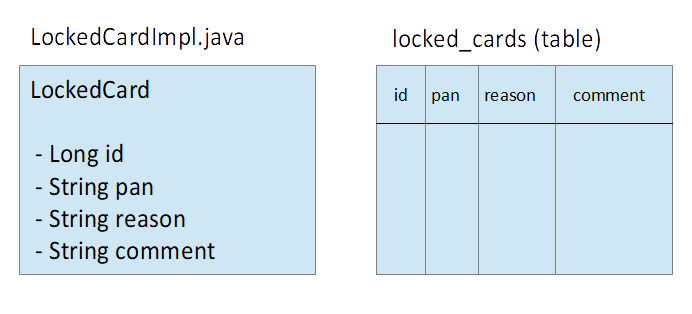 LockedCardImpl.java
LockedCard
- Long id
- String pan
- String reason
- String comment
locked_cards (table)
id pan reason comment